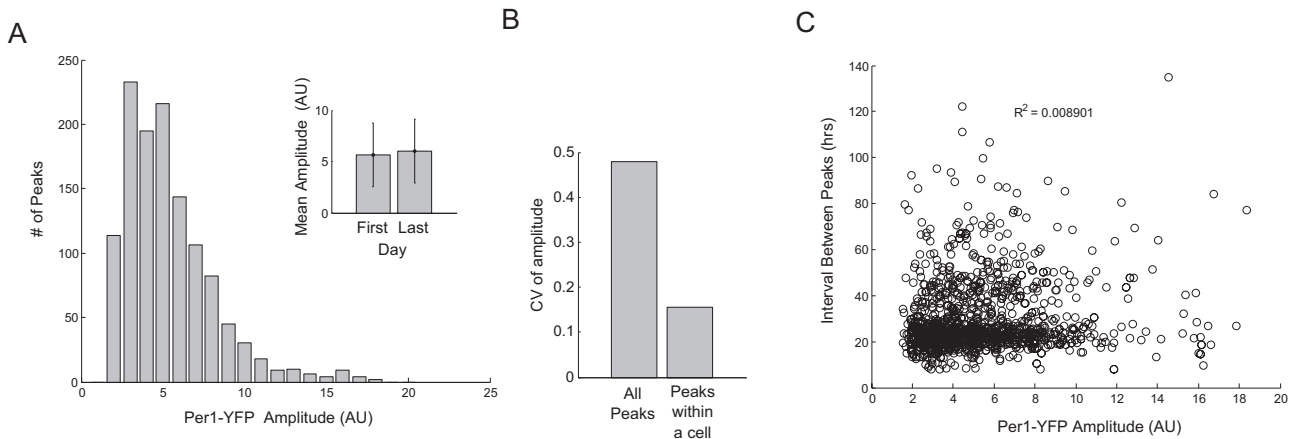 A
250
200
150
100
50
0
# of Peaks
0
5
10
15
20
25
Per1-YFP Amplitude (AU)
Mean Amplitude (AU)
10
5
0
First Last
Day
B
0.5
0.4
0.3
0.2
0.1
0
CV of amplitude
All
Peaks
Peaks
within
a cell
C
140
120
100
80
60
40
20
0
Interval Between Peaks (hrs)
R² = 0.008901
0
2
4
6
8
10
12
14
16
18
20
Per1-YFP Amplitude (AU)